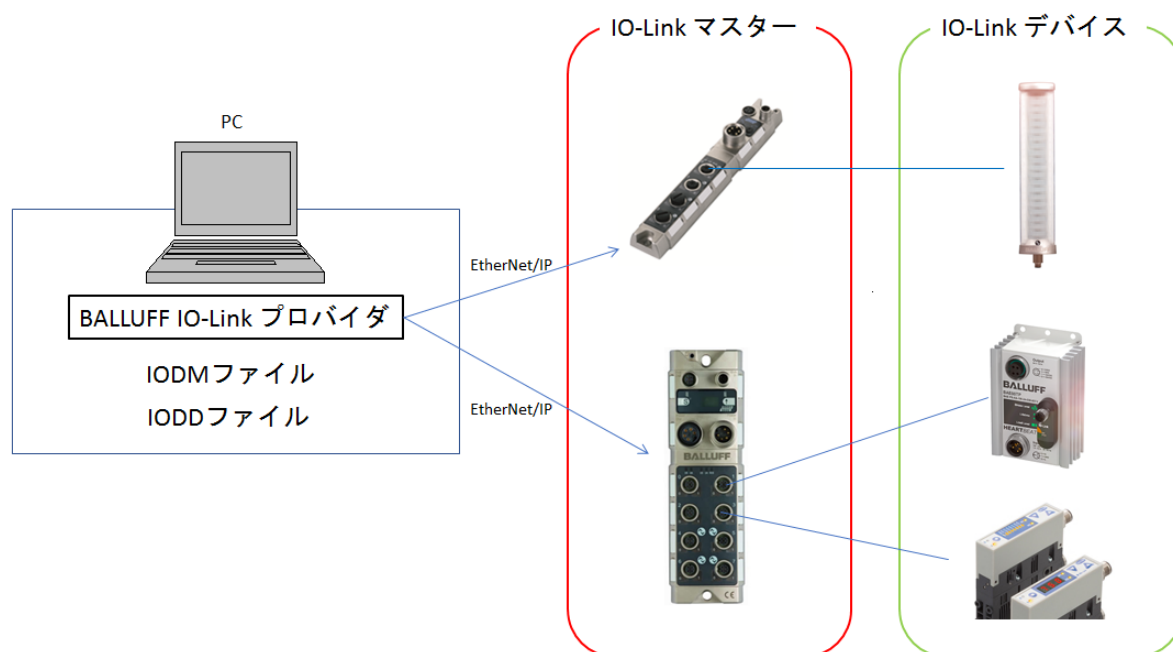 IO-Link マスター
IO-Link デバイス
PC
EtherNet/IP
BALLUFF IO-Link プロバイダ
IODMファイル
IODDファイル
EtherNet/IP
BALLUFF
CE
BALLUFF
HEARTBEAT